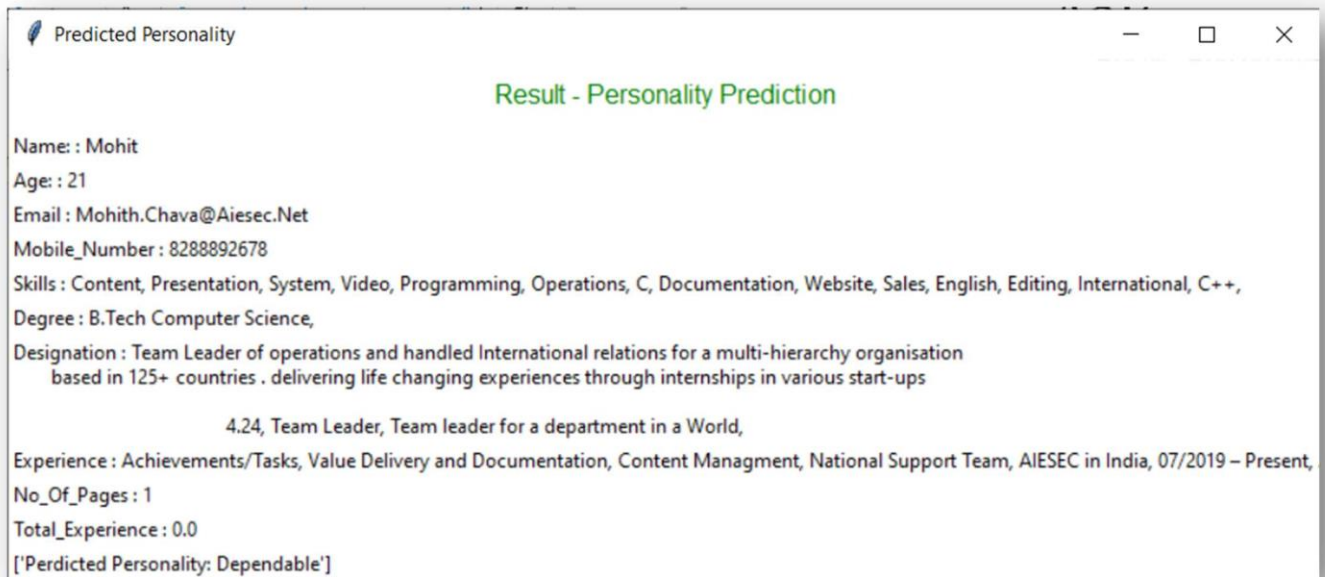 Predicted Personality
Result - Personality Prediction
Name: : Mohit
Age: : 21
Email : Mohith.Chava@Aiesec.Net
Mobile_Number : 8288892678
Skills : Content, Presentation, System, Video, Programming, Operations, C, Documentation, Website, Sales, English, Editing, International, C++,
Degree : B.Tech Computer Science,
Designation : Team Leader of operations and handled International relations for a multi-hierarchy organisation
based in 125+ countries . delivering life changing experiences through internships in various start-ups
4.24, Team Leader, Team leader for a department in a World,
Experience : Achievements/Tasks, Value Delivery and Documentation, Content Managment, National Support Team, AIESEC in India, 07/2019 – Present,
No_Of_Pages : 1
Total_Experience : 0.0
['Perdicted Personality: Dependable']